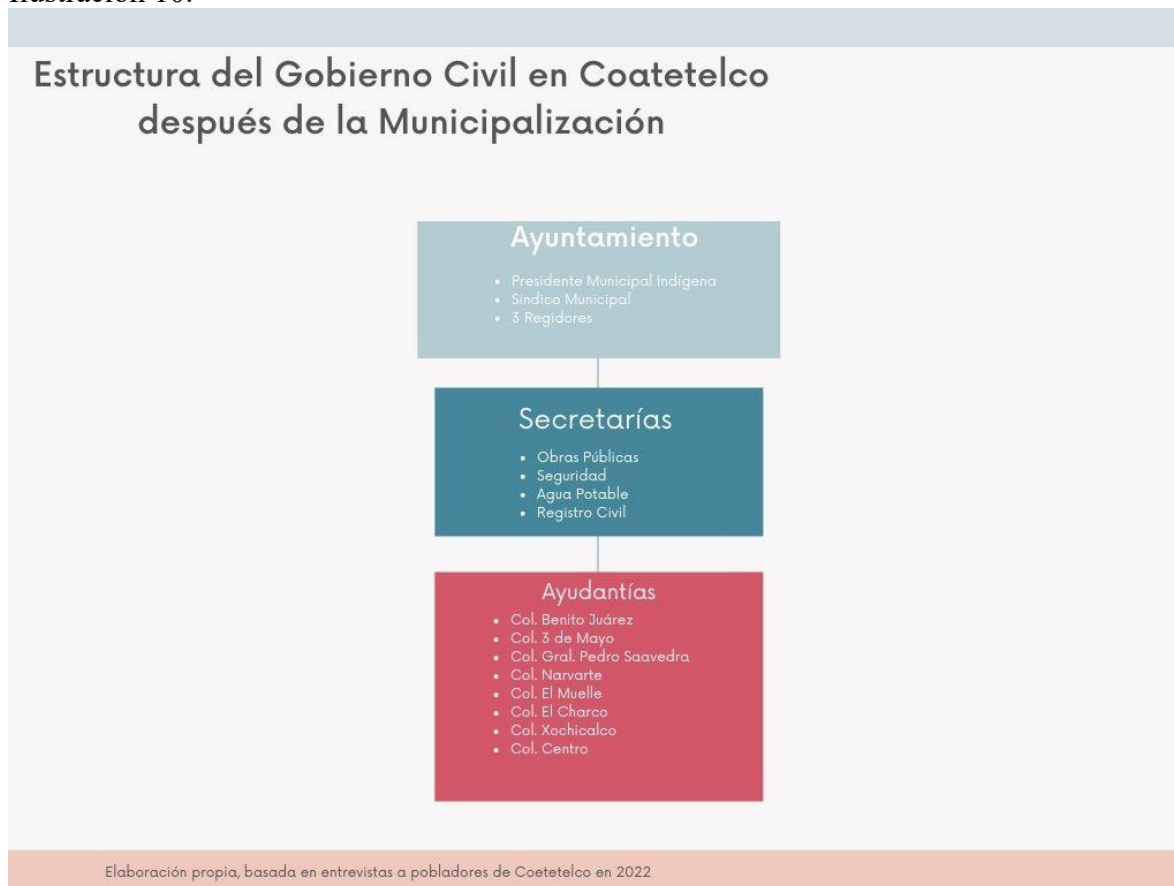 Estructura del Gobierno Civil en Coatetelco
después de la Municipalización
Ayuntamiento
• Presidente Municipal Indígena
• Síndico Municipal
• 3 Regidores
Secretarías
• Obras Públicas
• Seguridad
• Agua Potable
• Registro Civil
Ayudantías
• Col. Benito Juárez
• Col. 3 de Mayo
• Col. Gral. Pedro Saavedra
• Col. Narvarte
• Col. El Muelle
• Col. El Charco
• Col. Xochicalco
• Col. Centro
Elaboración propia, basada en entrevistas a pobladores de Coetetelco en 2022